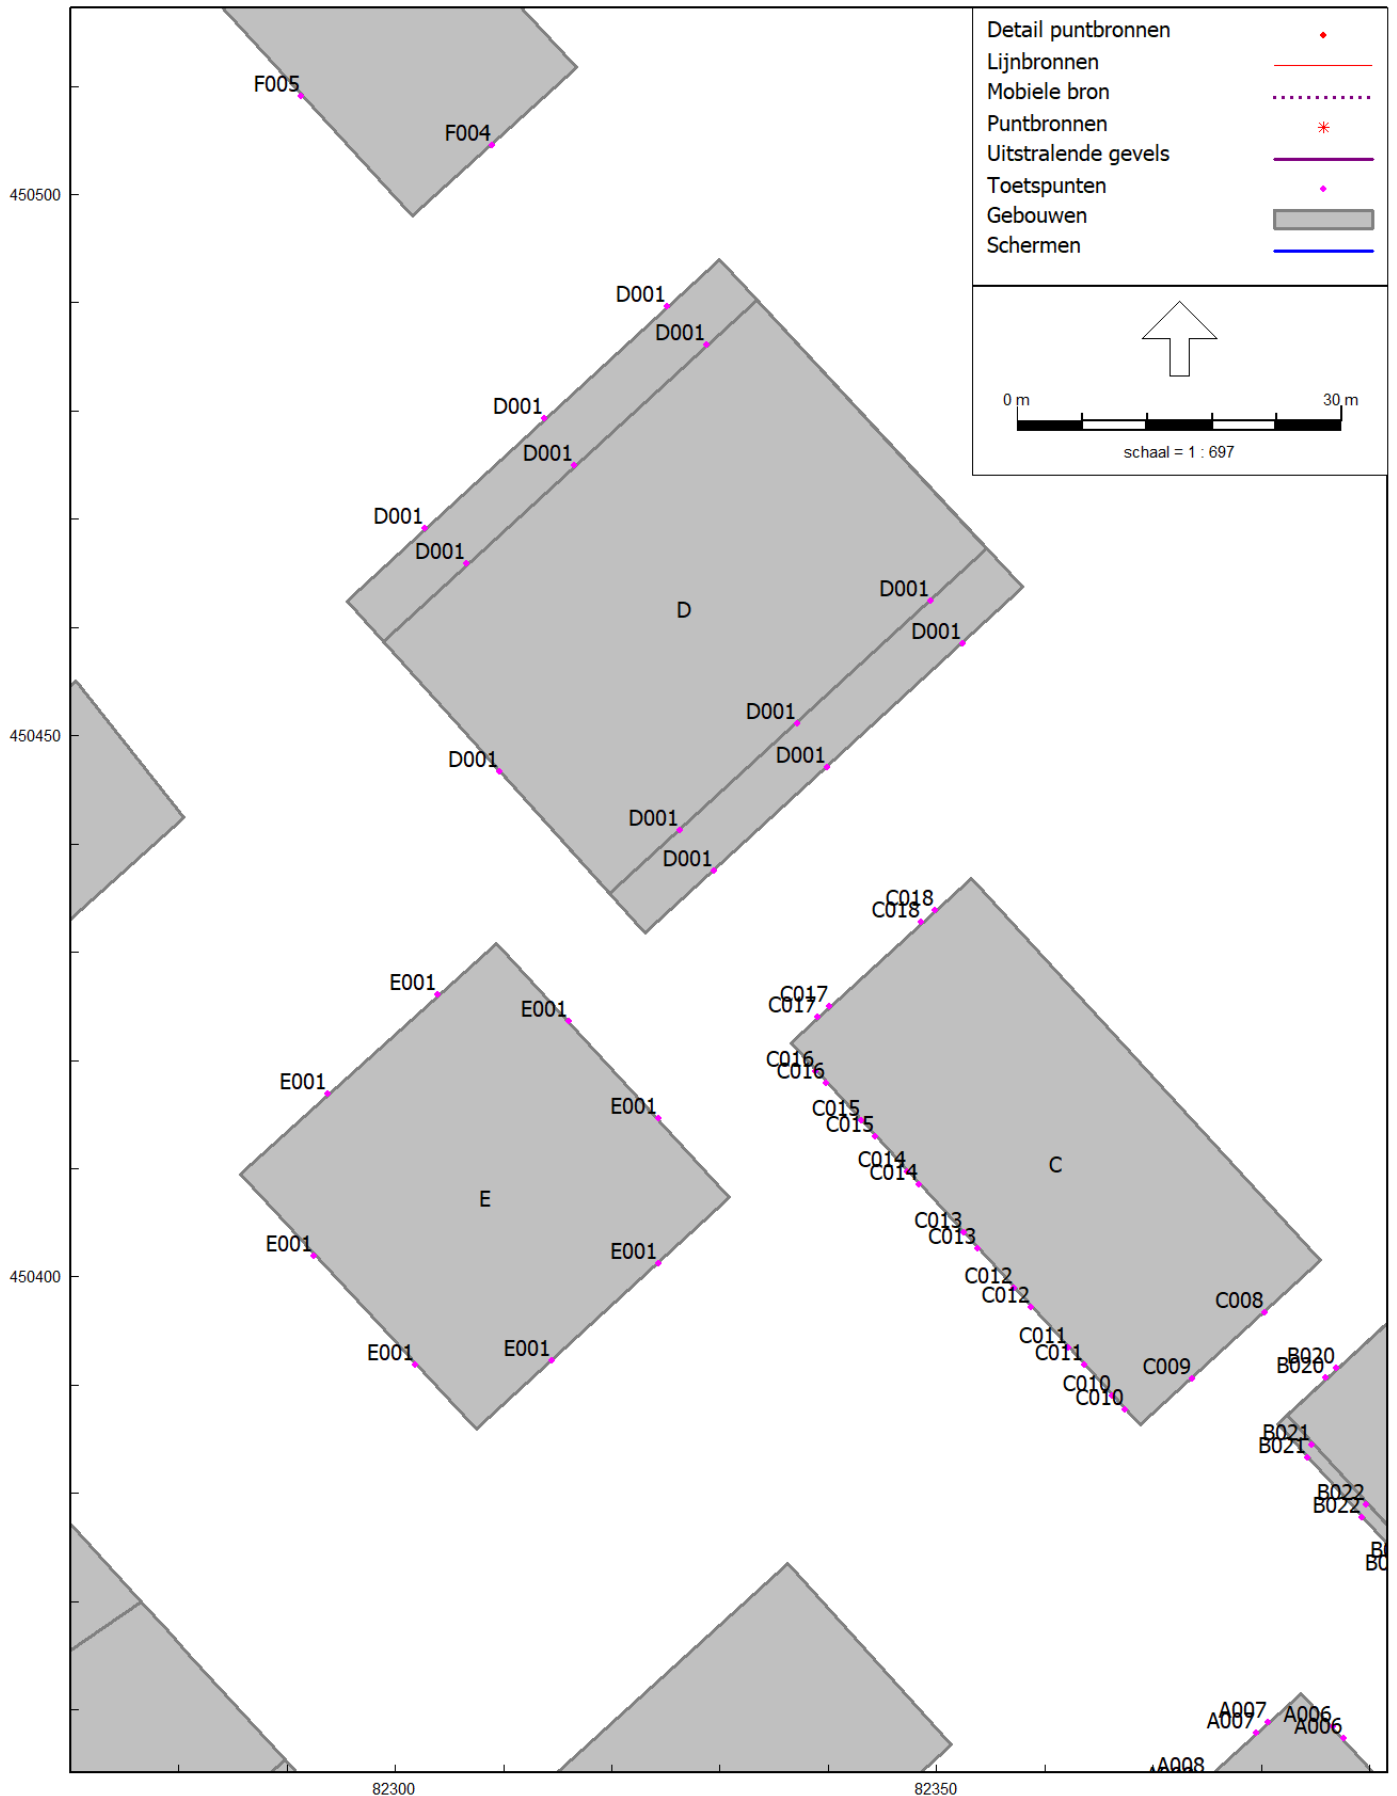 Detail puntbronnen
Lijnbronnen
Mobiele bron
Puntbronnen
Uitstralende gevels
Toetspunten
Gebouwen
Schermen
0 m 30 m
schaal = 1 : 697
F005
F004
450500
D001
D001
D001
D001
D001
D001
D001
D
D001
D001
450450
D001
D001
D001
D001
C018
C018
E001
C017
C017
E001
C016
C016
E001
E001
C015
C015
C014
C
C014
E
C013
C013
E001
E001
450400
C012
C012
C008
C011
E001
E001
C011
B020
B020
C009
C010
C010
B021
B021
B022
B022
A007
A006
A007
A006
A008
82300
82350